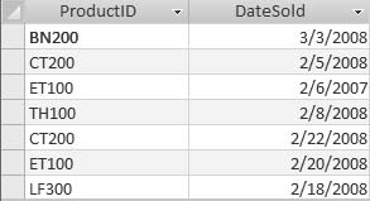 ProductID DateSold
BN200 3/3/2008
CT200 2/5/2008
ET100 2/6/2007
TH100 2/8/2008
CT200 2/22/2008
ET100 2/20/2008
LF300 2/18/2008